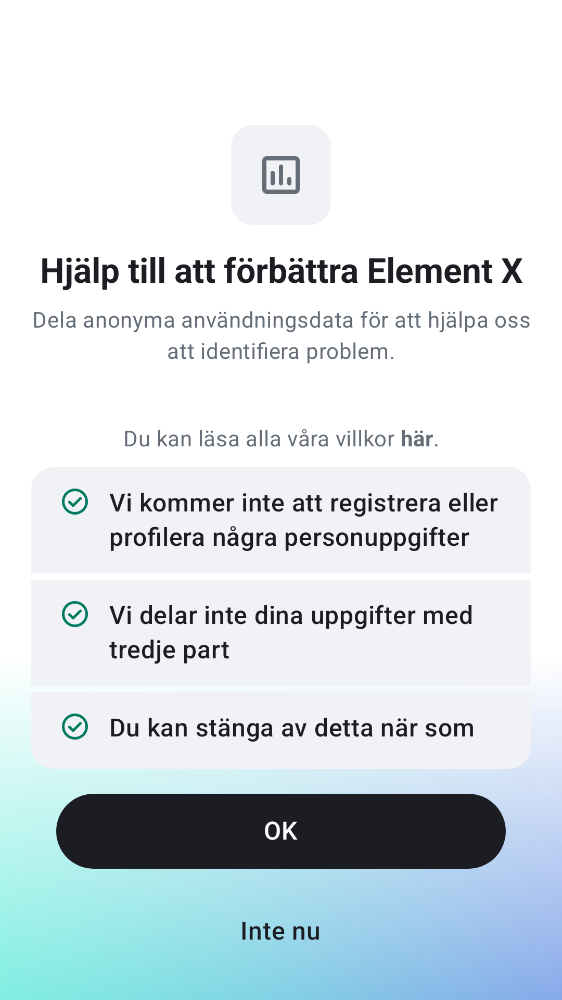 Hjälp till att förbättra Element X
Dela anonyma användningsdata för att hjälpa oss
att identifiera problem.
Du kan läsa alla våra villkor här.
Vi kommer inte att registrera eller
profilera några personuppgifter
Vi delar inte dina uppgifter med
tredje part
Du kan stänga av detta när som
OK
Inte nu